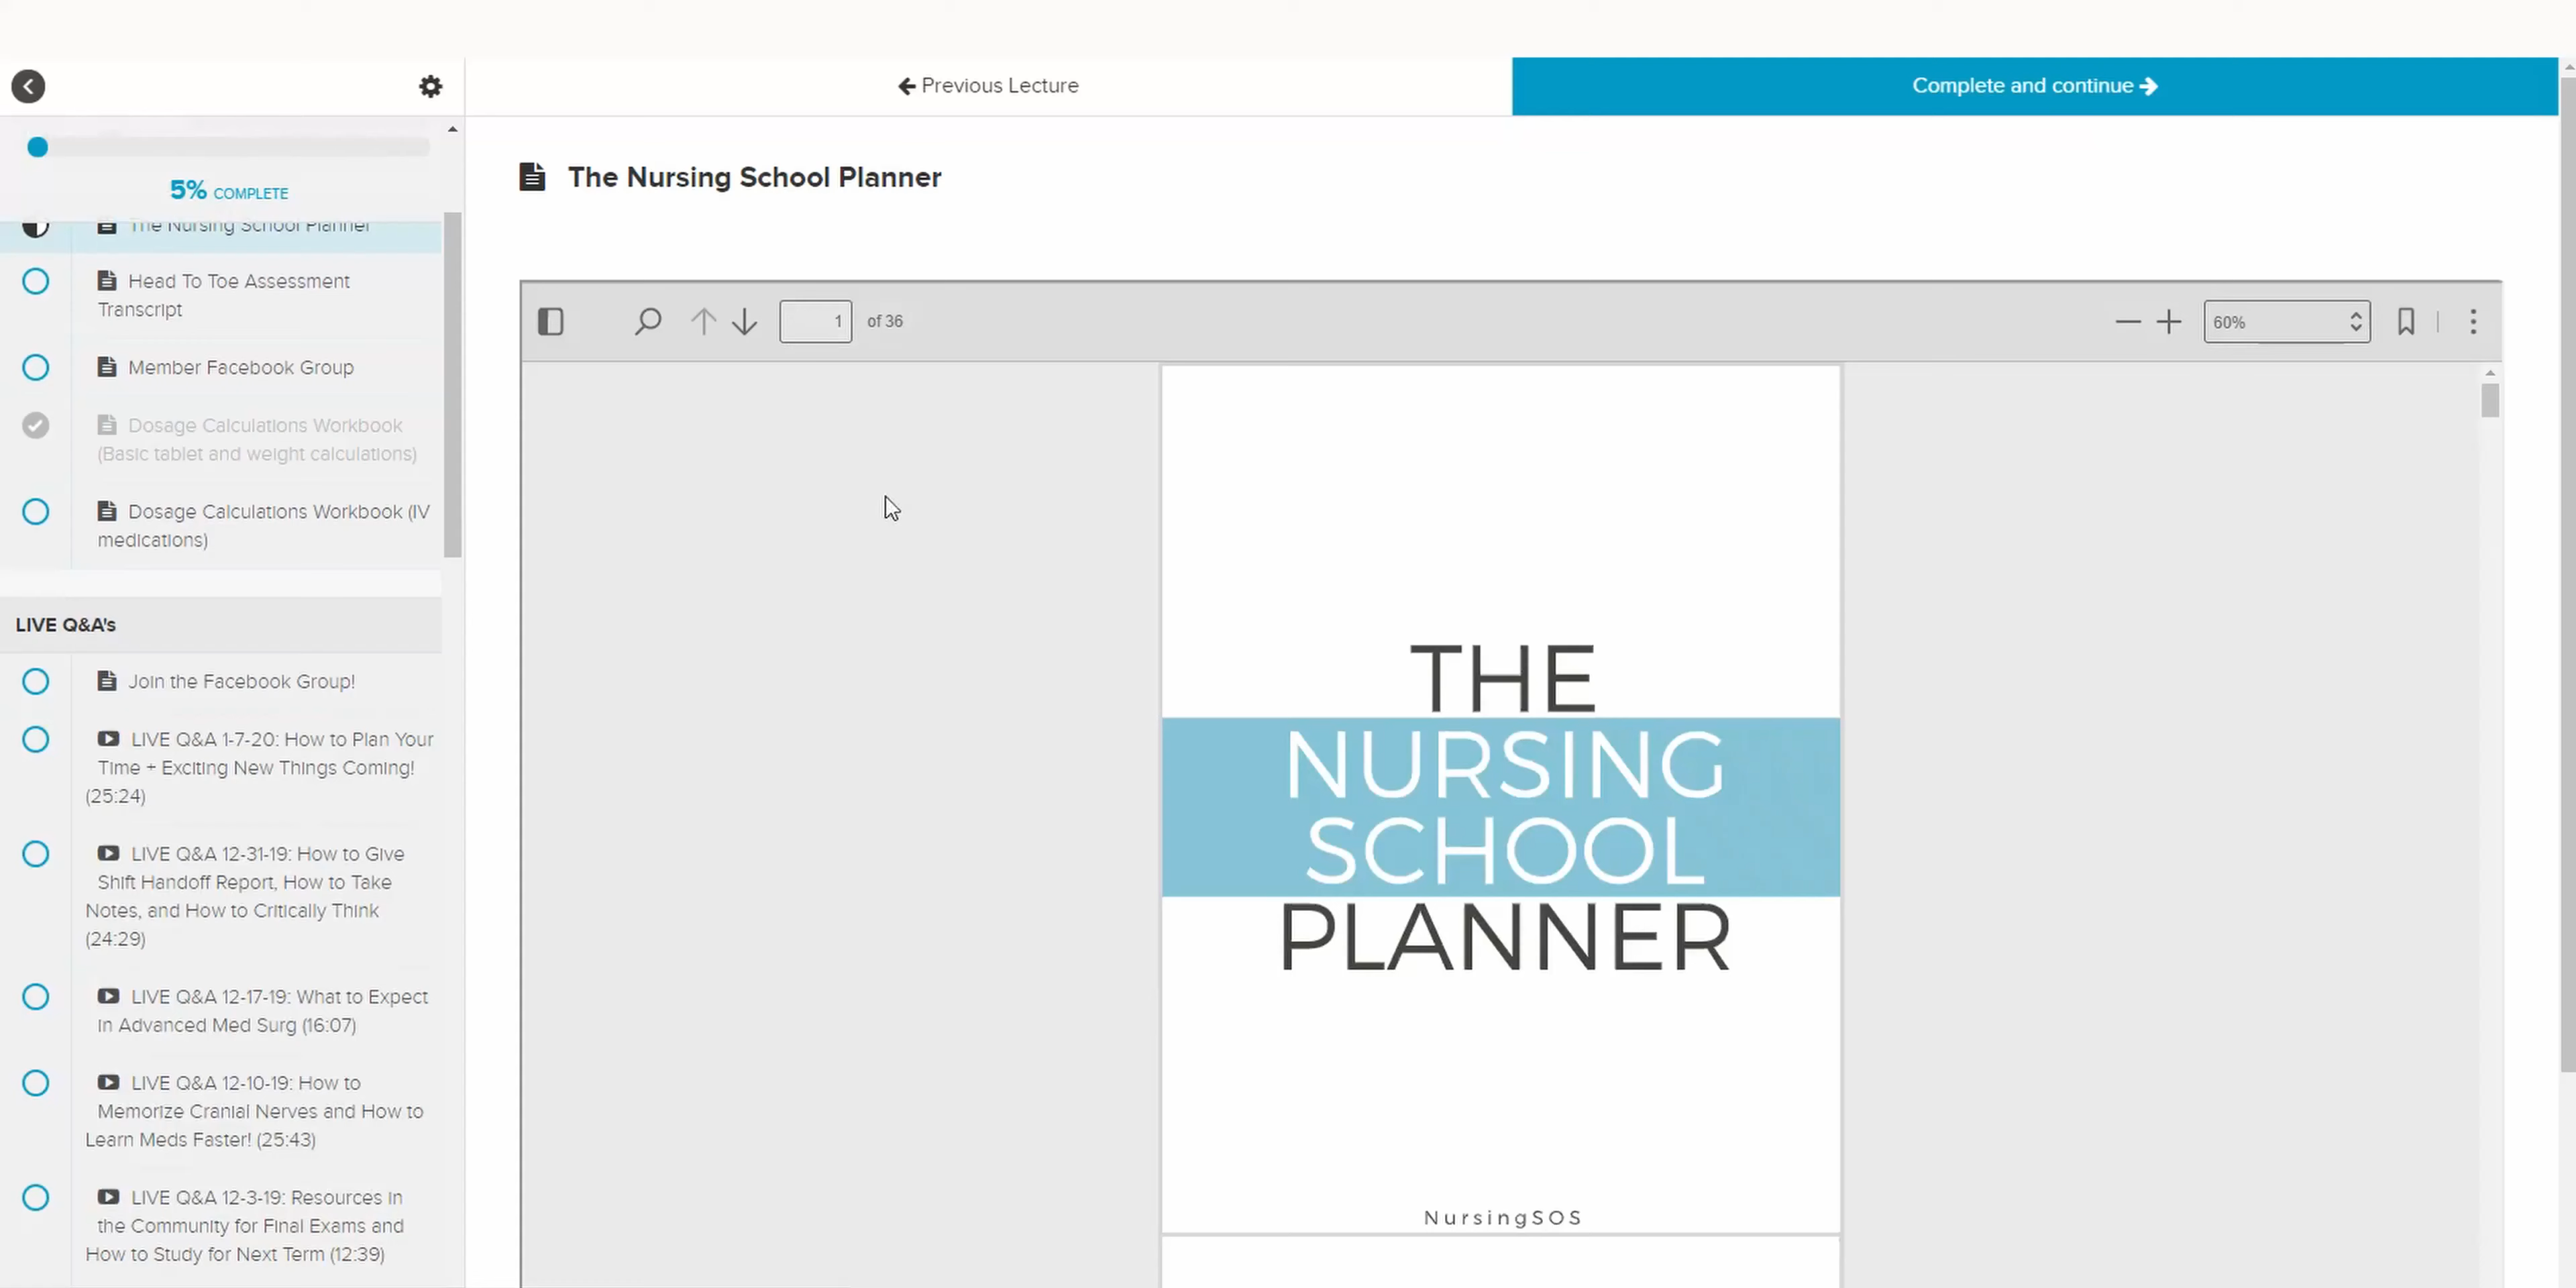 Previous Lecture
Complete and continue
5% COMPLETE
The Nursing School Planner
Head To Toe Assessment
Transcript
Member Facebook Group
Dosage Calculations Workbook
(Basic tablet and weight calculations)
Dosage Calculations Workbook (IV
medications)
LIVE Q&A's
Join the Facebook Group!
LIVE Q&A 1-7-20: How to Plan Your
Time + Exciting New Things Coming!
(25:24)
LIVE Q&A 12-31-19: How to Give
Shift Handoff Report, How to Take
Notes, and How to Critically Think
(24:29)
LIVE Q&A 12-17-19: What to Expect
in Advanced Med Surg (16:07)
LIVE Q&A 12-10-19: How to
Memorize Cranial Nerves and How to
Learn Meds Faster! (25:43)
LIVE Q&A 12-3-19: Resources in
the Community for Final Exams and
How to Study for Next Term (12:39)
The Nursing School Planner
1 of 36
60%
THE
NURSING
SCHOOL
PLANNER
NursingSOS